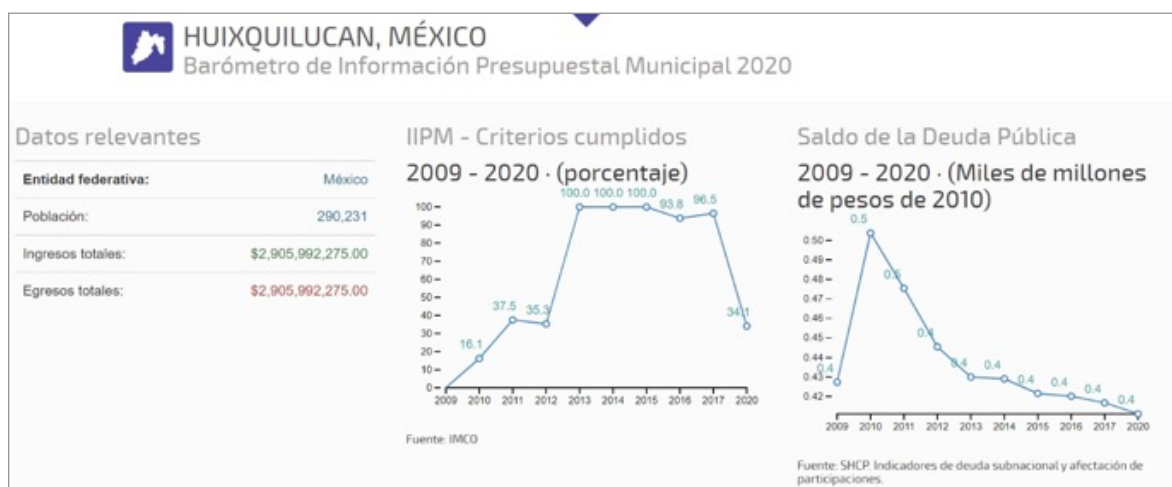 HUIXQUILUCAN, MÉXICO
Barómetro de Información Presupuestal Municipal 2020
Datos relevantes
Entidad federativa: México
Población: 290,231
Ingresos totales: $2,905,992,275.00
Egresos totales: $2,905,992,275.00
IIPM - Criterios cumplidos
2009 - 2020 · (porcentaje)
100.0 100.0 100.0
93.8 96.5
37.5 35.3
34.1
16.1
100
90
80
70
60
50
40
30
20
10
0
2009 2010 2011 2012 2013 2014 2015 2016 2017 2020
Fuente: IMCO
Saldo de la Deuda Pública
2009 - 2020 · (Miles de millones
de pesos de 2010)
0.5
0.5
0.4
0.4 0.4 0.4
0.4 0.4 0.4 0.4
0.50
0.48
0.47
0.46
0.44
0.43
0.42
2009 2010 2011 2012 2013 2014 2015 2016 2017 2020
Fuente: SHCP. Indicadores de deuda subnacional y afectación de
participaciones.